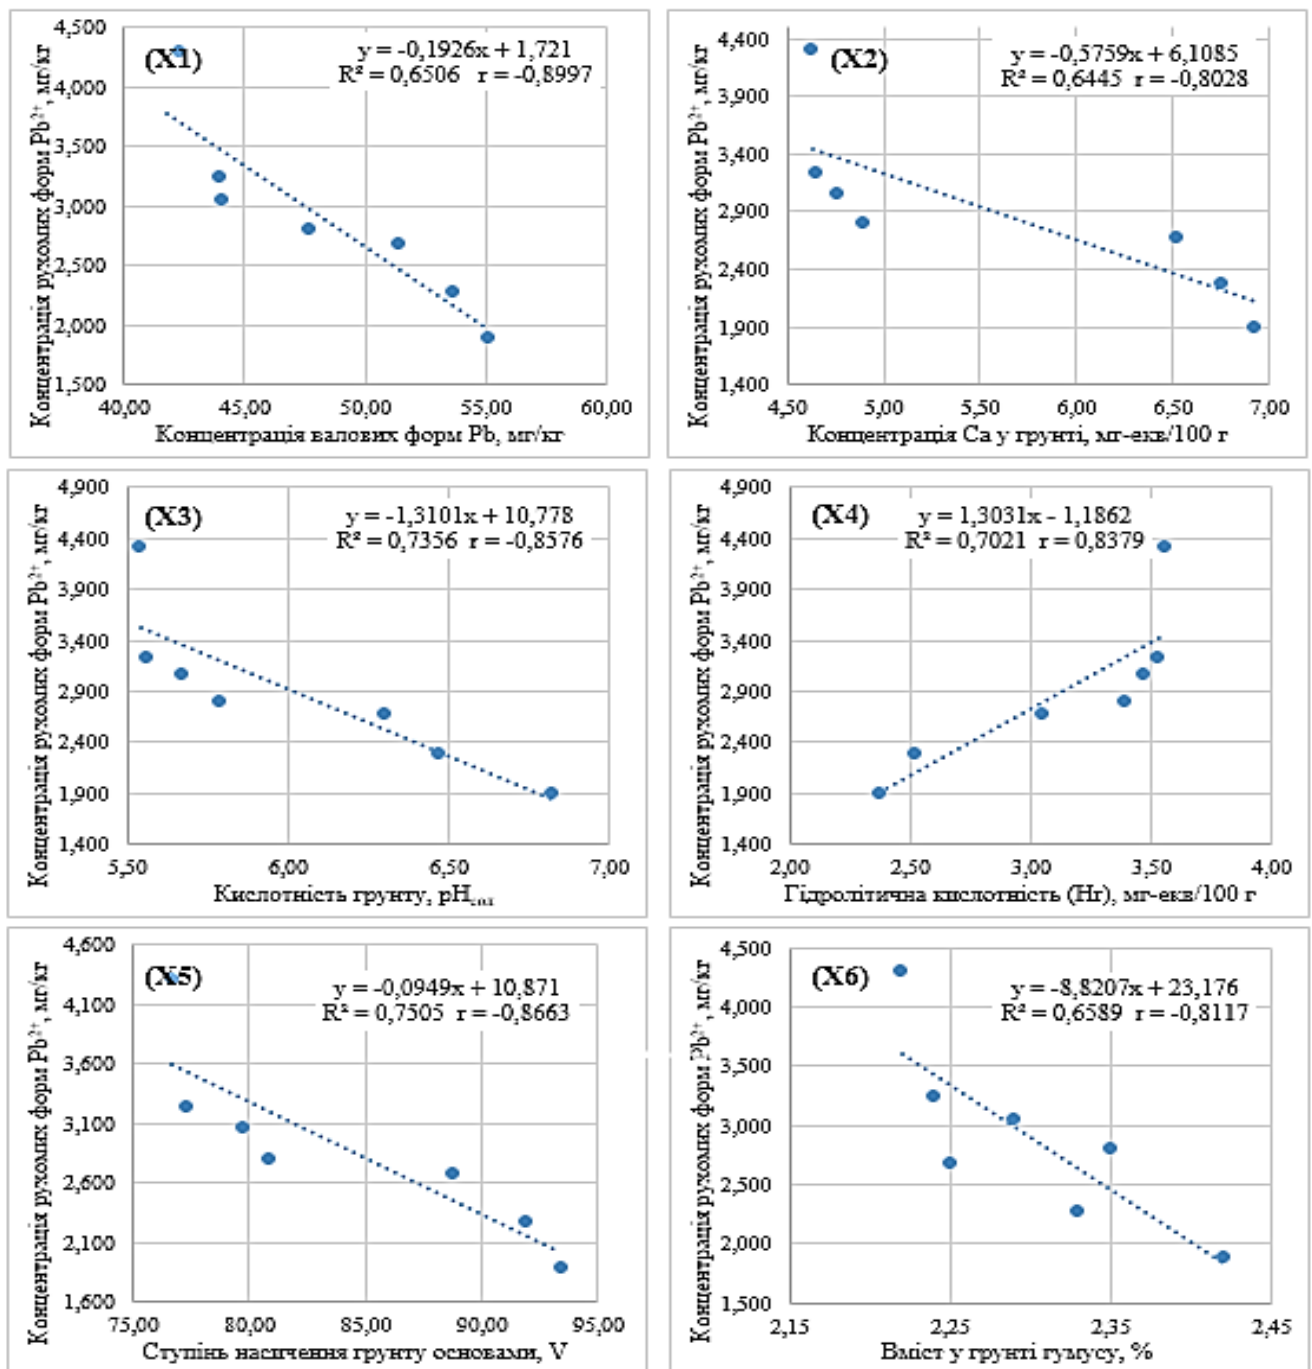 Концентрація рухомих форм Pb²⁺, мг/кг
4,500
4,000
3,500
3,000
2,500
2,000
1,500
(X1)
y = -0,1926x + 1,721
R² = 0,6506 r = -0,8997
40,00 45,00 50,00 55,00 60,00
Концентрація валових форм Pb, мг/кг
Концентрація рухомих форм Pb²⁺, мг/кг
4,400
3,900
3,400
2,900
2,400
1,900
1,400
(X2)
y = -0,5759x + 6,1085
R² = 0,6445 r = -0,8028
4,50 5,00 5,50 6,00 6,50 7,00
Концентрація Ca у грунті, мг-екв/100 г
Концентрація рухомих форм Pb²⁺, мг/кг
4,900
4,400
3,900
3,400
2,900
2,400
1,900
1,400
(X3)
y = -1,3101x + 10,778
R² = 0,7356 r = -0,8576
5,50 6,00 6,50 7,00
Кислотність грунту, pHсол
Концентрація рухомих форм Pb²⁺, мг/кг
4,900
4,400
3,900
3,400
2,900
2,400
1,900
1,400
(X4)
y = 1,3031x - 1,1862
R² = 0,7021 r = 0,8379
2,00 2,50 3,00 3,50 4,00
Гідролітична кислотність (Нг), мг-екв/100 г
Концентрація рухомих форм Pb²⁺, мг/кг
4,600
4,100
3,600
3,100
2,600
2,100
1,600
(X5)
y = -0,0949x + 10,871
R² = 0,7505 r = -0,8663
75,00 80,00 85,00 90,00 95,00
Ступінь насичення грунту основами, V
Концентрація рухомих форм Pb²⁺, мг/кг
4,500
4,000
3,500
3,000
2,500
2,000
1,500
(X6)
y = -8,8207x + 23,176
R² = 0,6589 r = -0,8117
2,15 2,25 2,35 2,45
Вміст у грунті гумусу, %